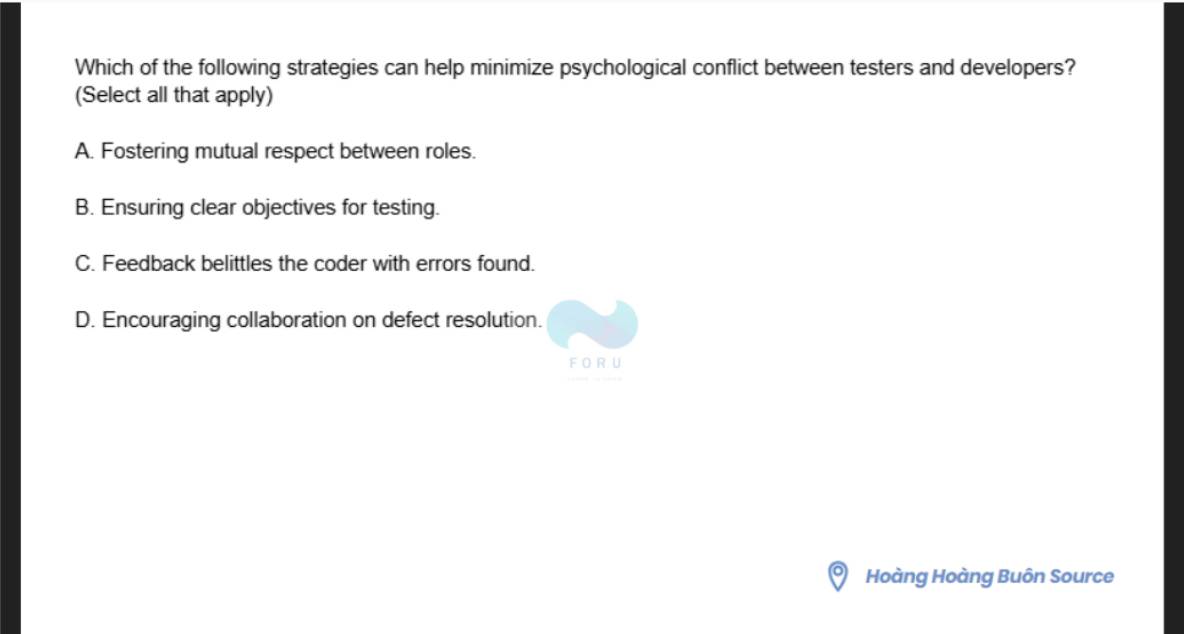 Which of the following strategies can help minimize psychological conflict between testers and developers?
(Select all that apply)
A. Fostering mutual respect between roles.
B. Ensuring clear objectives for testing.
C. Feedback belittles the coder with errors found.
D. Encouraging collaboration on defect resolution.
FORU
Hoàng Hoàng Buôn Source